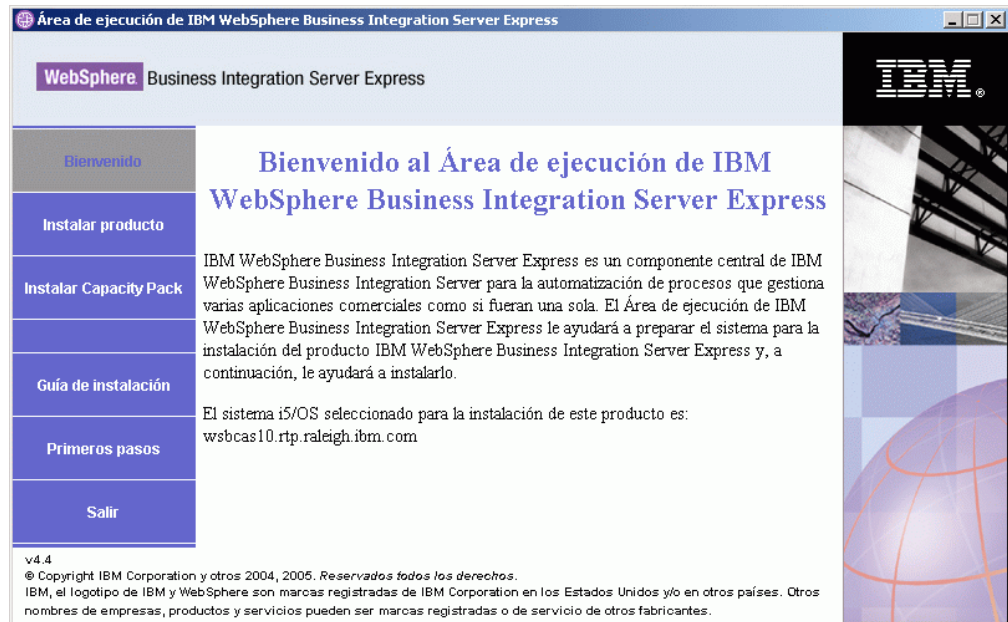 Área de ejecución de IBM WebSphere Business Integration Server Express
WebSphere Business Integration Server Express
IBM®
Bienvenido
Instalar producto
Instalar Capacity Pack
Guía de instalación
Primeros pasos
Salir
Bienvenido al Área de ejecución de IBM
WebSphere Business Integration Server Express
IBM WebSphere Business Integration Server Express es un componente central de IBM
WebSphere Business Integration Server para la automatización de procesos que gestiona
varias aplicaciones comerciales como si fueran una sola. El Área de ejecución de IBM
WebSphere Business Integration Server Express le ayudará a preparar el sistema para la
instalación del producto IBM WebSphere Business Integration Server Express y, a
continuación, le ayudará a instalarlo.
El sistema i5/OS seleccionado para la instalación de este producto es:
wsbcas10.rtp.raleigh.ibm.com
v4.4
© Copyright IBM Corporation y otros 2004, 2005. Reservados todos los derechos.
IBM, el logotipo de IBM y WebSphere son marcas registradas de IBM Corporation en los Estados Unidos y/o en otros países. Otros
nombres de empresas, productos y servicios pueden ser marcas registradas o de servicio de otros fabricantes.